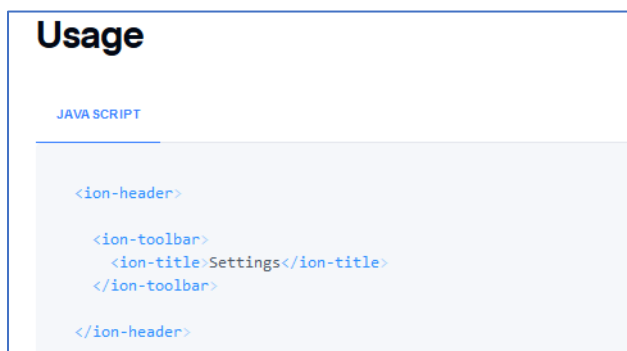 Usage
JAVASCRIPT
<ion-header>
<ion-toolbar>
<ion-title>Settings</ion-title>
</ion-toolbar>
</ion-header>